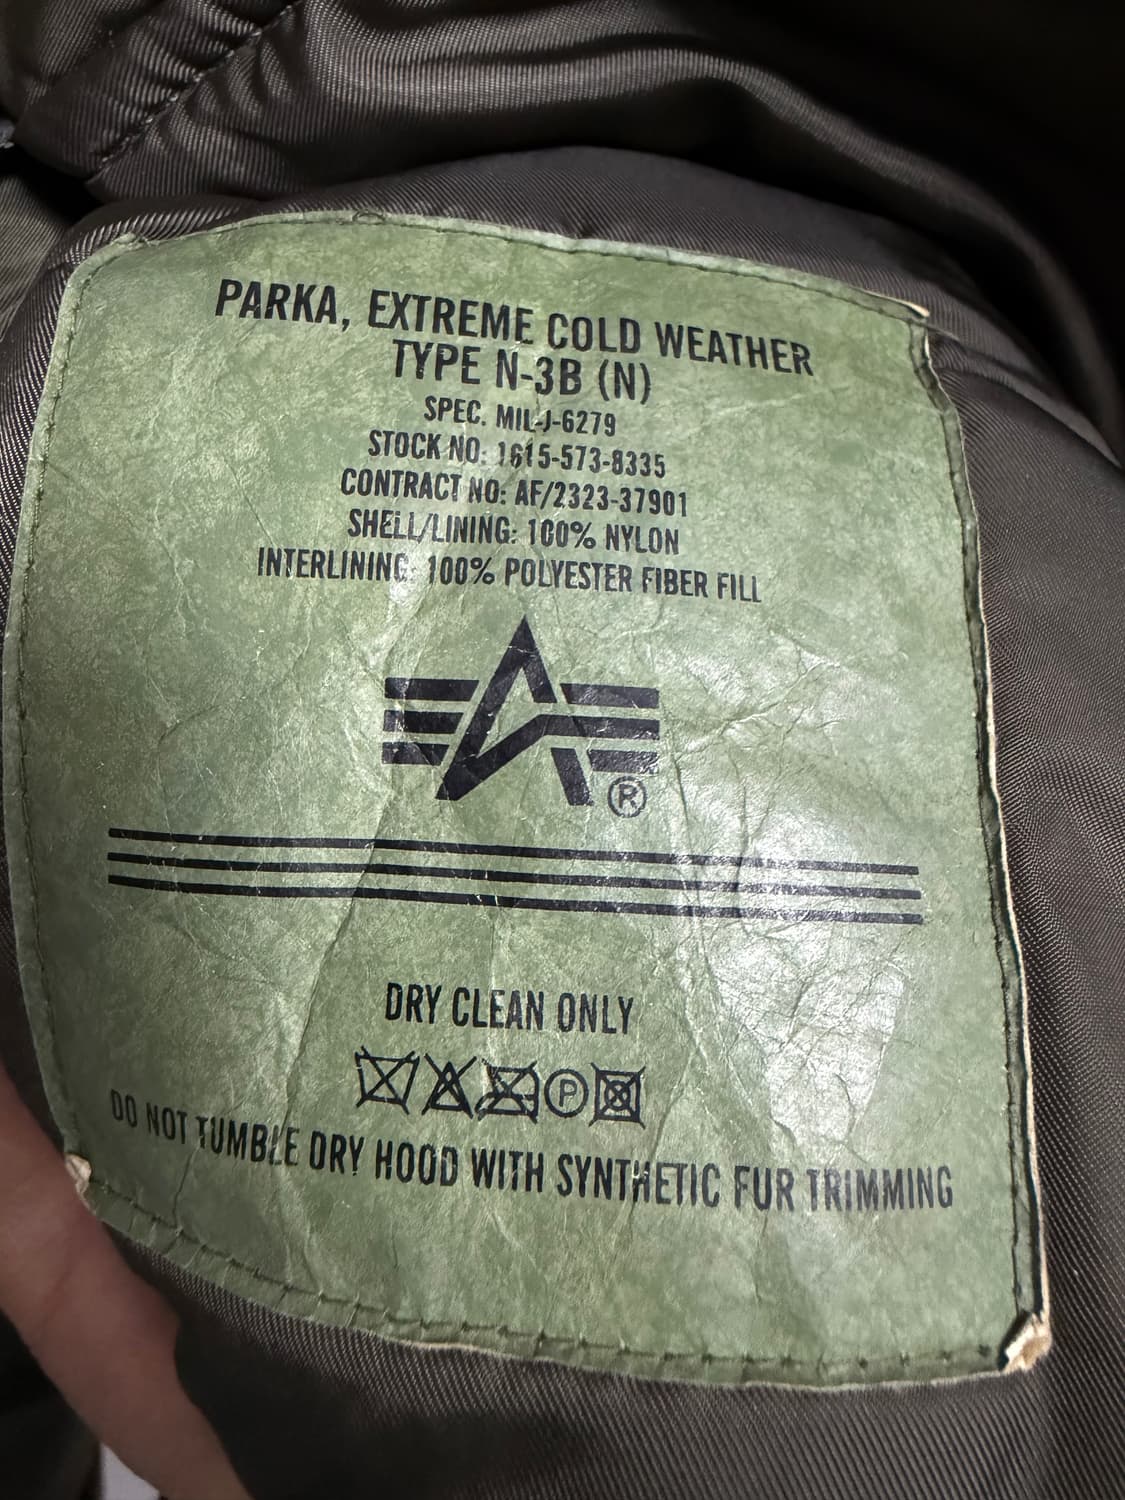 PARKA, EXTREME COLD WEATHER
TYPE N-3B (N)
SPEC. MIL-J-6279
STOCK NO: 1615-573-8335
CONTRACT NO: AF/2323-37901
SHELL/LINING: 100% NYLON
INTERLINING: 100% POLYESTER FIBER FILL
®
DRY CLEAN ONLY
P
DO NOT TUMBLE DRY HOOD WITH SYNTHETIC FUR TRIMMING